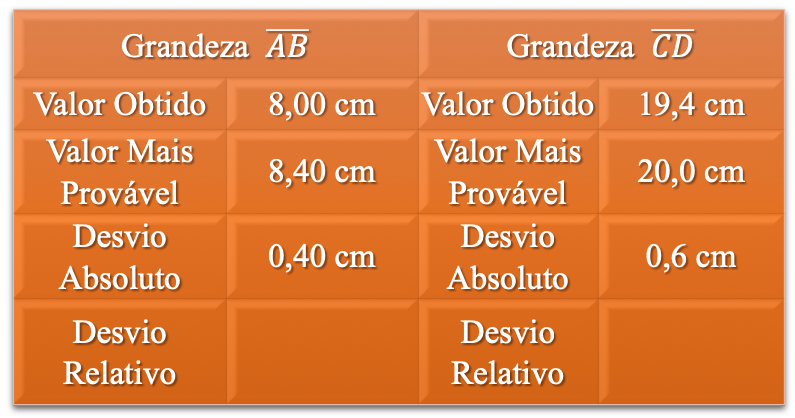 Grandeza AB Grandeza CD
Valor Obtido 8,00 cm Valor Obtido 19,4 cm
Valor Mais Provável 8,40 cm Valor Mais Provável 20,0 cm
Desvio Absoluto 0,40 cm Desvio Absoluto 0,6 cm
Desvio Relativo Desvio Relativo